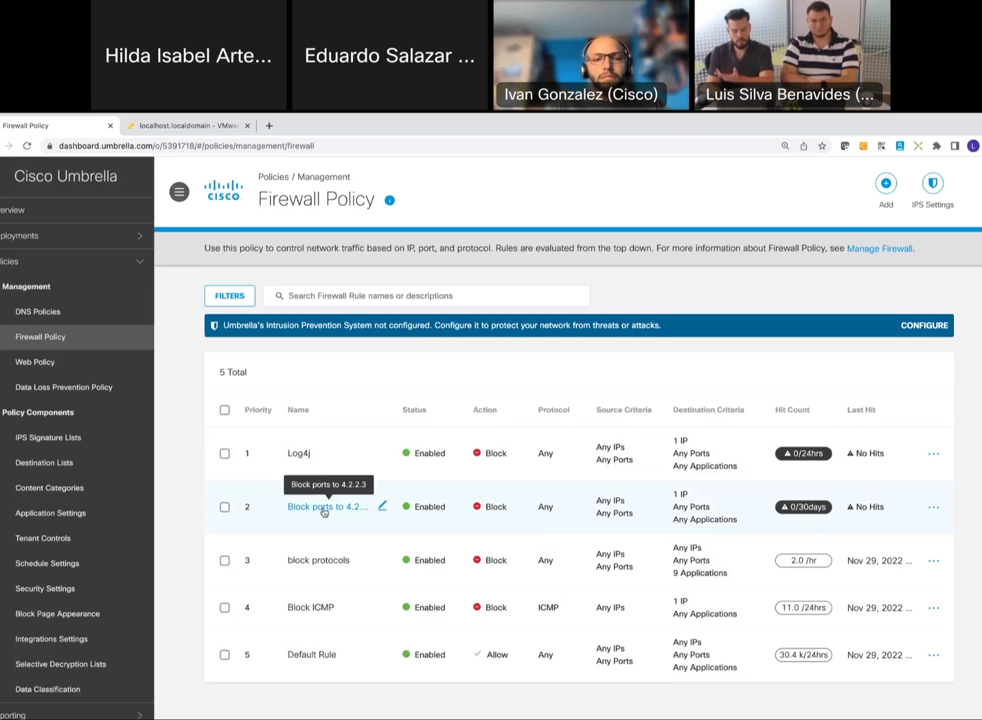 Hilda Isabel Arte...
Eduardo Salazar ...
Ivan Gonzalez (Cisco)
Luis Silva Benavides (...
Firewall Policy
localhost.localdomain - VMw
dashboard.umbrella.com/o/5391718/#/policies/management/firewall
L
Cisco Umbrella
erview
ployments
licies
Management
DNS Policies
Firewall Policy
Web Policy
Data Loss Prevention Policy
Policy Components
IPS Signature Lists
Destination Lists
Content Categories
Application Settings
Tenant Controls
Schedule Settings
Security Settings
Block Page Appearance
Integrations Settings
Selective Decryption Lists
Data Classification
porting
CISCO
Policies / Management
Firewall Policy
Add
IPS Settings
Use this policy to control network traffic based on IP, port, and protocol. Rules are evaluated from the top down. For more information about Firewall Policy, see Manage Firewall.
FILTERS
Search Firewall Rule names or descriptions
Umbrella's Intrusion Prevention System not configured. Configure it to protect your network from threats or attacks.
CONFIGURE
5 Total
Priority Name Status Action Protocol Source Criteria Destination Criteria Hit Count Last Hit
1 Log4j Enabled Block Any Any IPs Any Ports 1 IP Any Ports Any Applications 0/24hrs No Hits ...
Block ports to 4.2.2.3
2 Block ports to 4.2.... Enabled Block Any Any IPs Any Ports 1 IP Any Ports Any Applications 0/30days No Hits ...
3 block protocols Enabled Block Any Any IPs Any Ports Any IPs Any Ports 9 Applications 2.0 /hr Nov 29, 2022 ... ...
4 Block ICMP Enabled Block ICMP Any IPs 1 IP Any Applications 11.0 /24hrs Nov 29, 2022 ... ...
5 Default Rule Enabled Allow Any Any IPs Any Ports Any IPs Any Ports Any Applications 30.4 k/24hrs Nov 29, 2022 ... ...